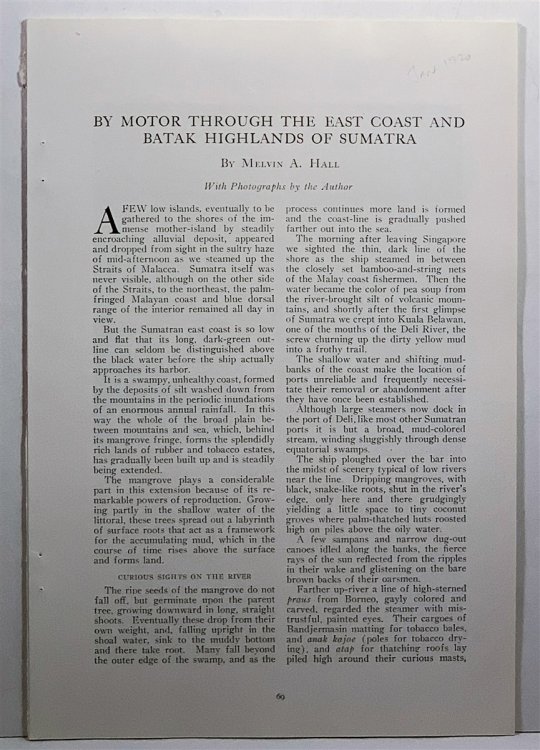 Jan 1920
BY MOTOR THROUGH THE EAST COAST AND
BATAK HIGHLANDS OF SUMATRA
By Melvin A. Hall
With Photographs by the Author
A FEW low islands, eventually to be
gathered to the shores of the im-
mense mother-island by steadily
encroaching alluvial deposit, appeared
and dropped from sight in the sultry haze
of mid-afternoon as we steamed up the
Straits of Malacca. Sumatra itself was
never visible, although on the other side
of the Straits, to the northeast, the palm-
fringed Malayan coast and blue dorsal
range of the interior remained all day in
view.
But the Sumatran east coast is so low
and flat that its long, dark-green out-
line can seldom be distinguished above
the black water before the ship actually
approaches its harbor.
It is a swampy, unhealthy coast, formed
by the deposits of silt washed down from
the mountains in the periodic inundations
of an enormous annual rainfall. In this
way the whole of the broad plain be-
tween mountains and sea, which, behind
its mangrove fringe, forms the splendidly
rich lands of rubber and tobacco estates,
has gradually been built up and is steadily
being extended.
The mangrove plays a considerable
part in this extension because of its re-
markable powers of reproduction. Grow-
ing partly in the shallow water of the
littoral, these trees spread out a labyrinth
of surface roots that act as a framework
for the accumulating mud, which in the
course of time rises above the surface
and forms land.
CURIOUS SIGHTS ON THE RIVER
The ripe seeds of the mangrove do not
fall off, but germinate upon the parent
tree, growing downward in long, straight
shoots. Eventually these drop from their
own weight, and, falling upright in the
shoal water, sink to the muddy bottom
and there take root. Many fall beyond
the outer edge of the swamp, and as the
process continues more land is formed
and the coast-line is gradually pushed
farther out into the sea.
The morning after leaving Singapore
we sighted the thin, dark line of the
shore as the ship steamed in between
the closely set bamboo-and-string nets
of the Malay coast fishermen. Then the
water became the color of pea soup from
the river-brought silt of volcanic moun-
tains, and shortly after the first glimpse
of Sumatra we crept into Kuala Belawan,
one of the mouths of the Deli River, the
screw churning up the dirty yellow mud
into a frothy trail.
The shallow water and shifting mud-
banks of the coast make the location of
ports unreliable and frequently necessi-
tate their removal or abandonment after
they have once been established.
Although large steamers now dock in
the port of Deli, like most other Sumatran
ports it is but a broad, mud-colored
stream, winding sluggishly through dense
equatorial swamps.
The ship ploughed over the bar into
the midst of scenery typical of low rivers
near the line. Dripping mangroves, with
black, snake-like roots, shut in the river's
edge, only here and there grudgingly
yielding a little space to tiny coconut
groves where palm-thatched huts roosted
high on piles above the oily water.
A few sampans and narrow dug-out
canoes idled along the banks, the fierce
rays of the sun reflected from the ripples
in their wake and glistening on the bare
brown backs of their oarsmen.
Farther up-river a line of high-sterned
praus from Borneo, gayly colored and
carved, regarded the steamer with mis-
trustful, painted eyes. Their cargoes of
Bandjermasin matting for tobacco bales,
and anak kajoe (poles for tobacco dry-
ing), and atap for thatching roofs lay
piled high around their curious masts,
69